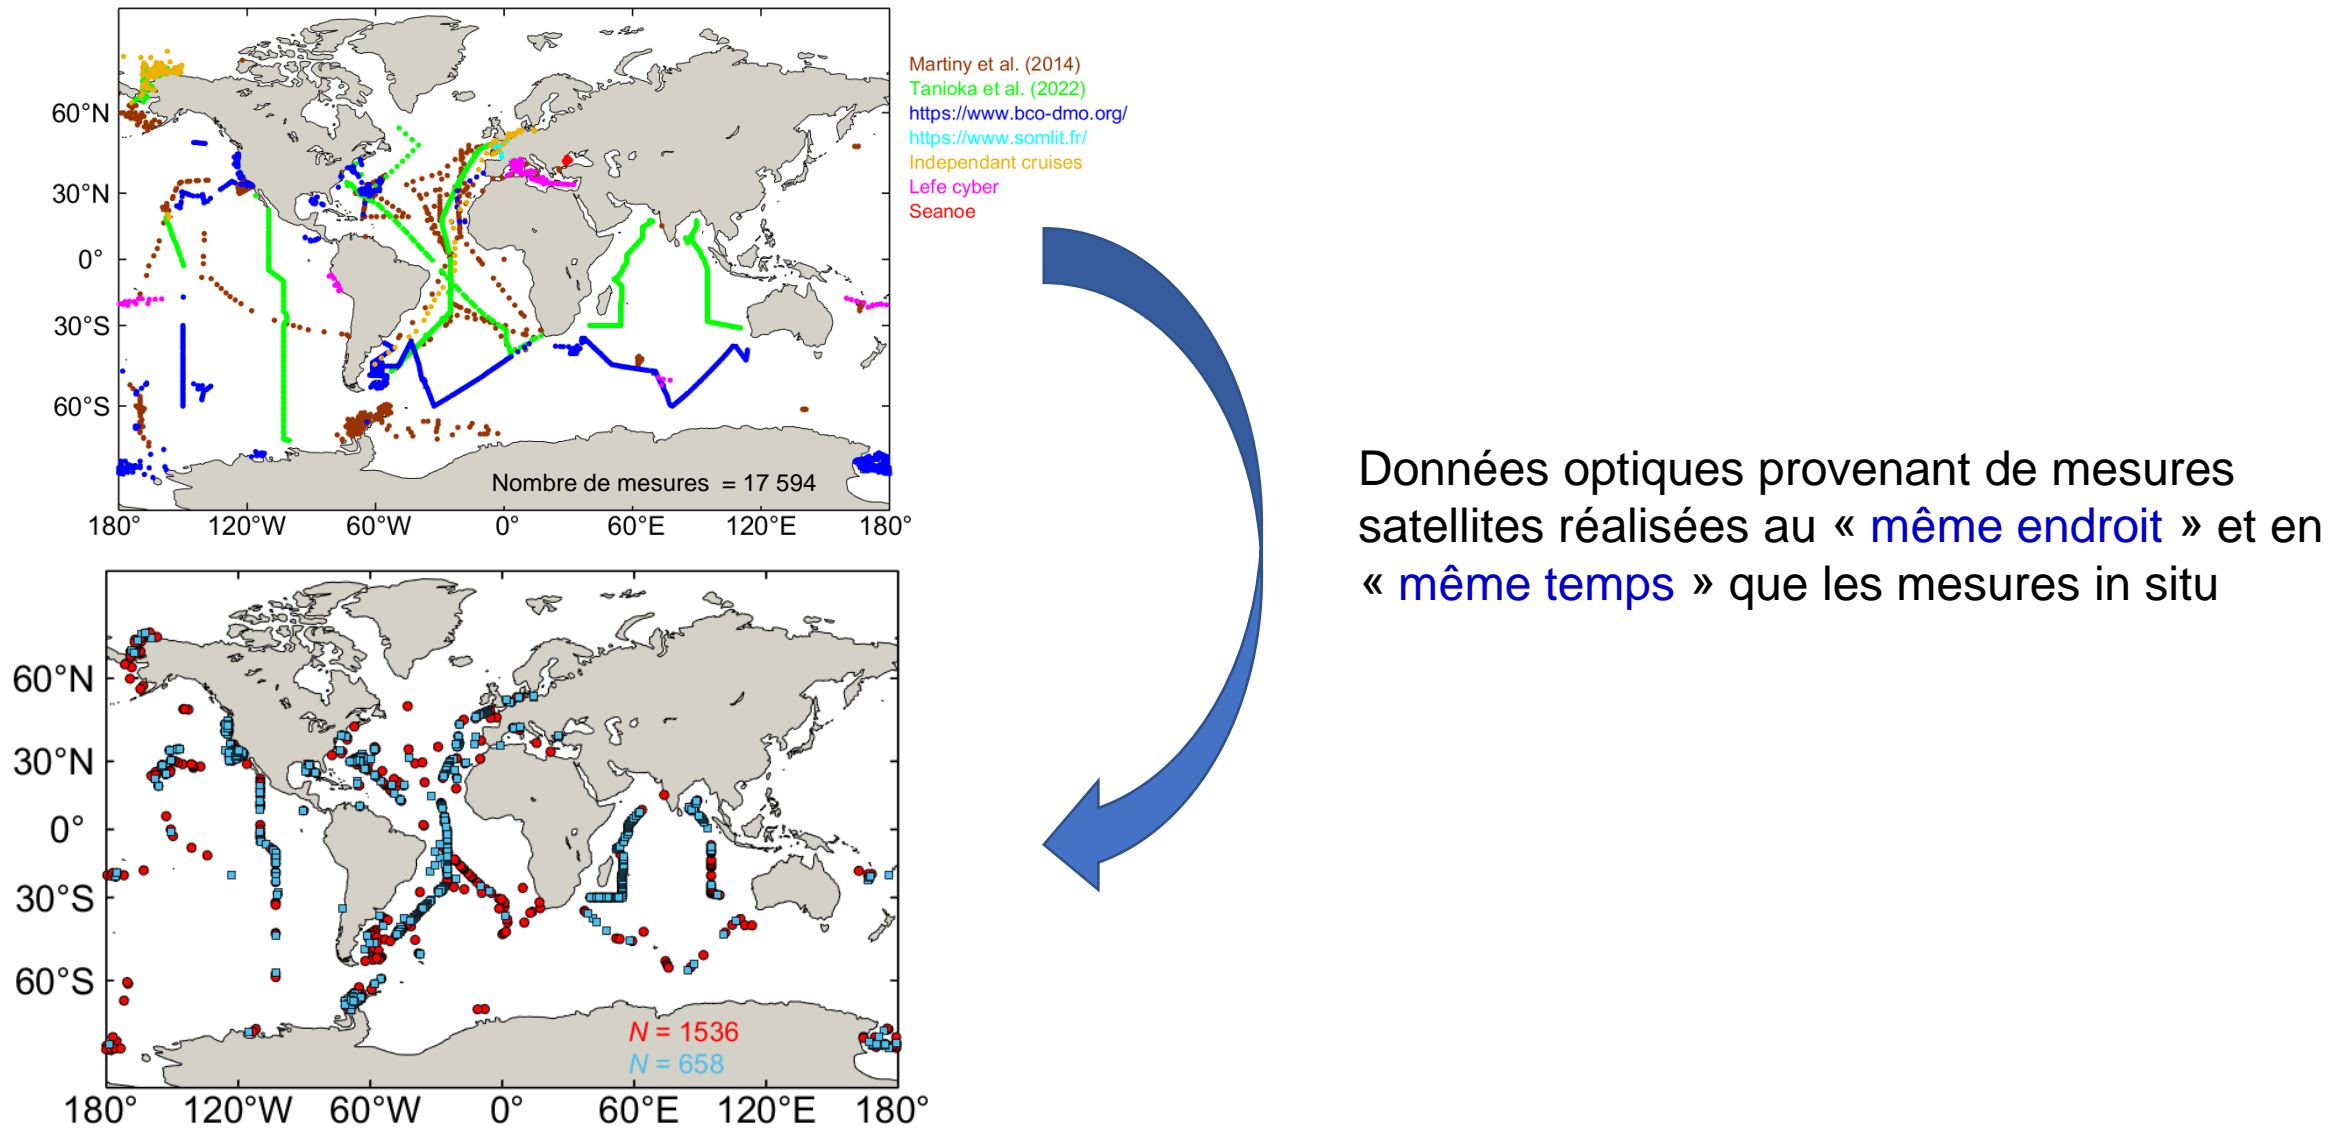 60°N
30°N
0°
30°S
60°S
180°
120°W
60°W
0°
60°E
120°E
180°
Nombre de mesures = 17 594
Martiny et al. (2014)
Tanioka et al. (2022)
https://www.bco-dmo.org/
https://www.somlit.fr/
Independant cruises
Lefe cyber
Seanoe
Données optiques provenant de mesures
satellites réalisées au « même endroit » et en
« même temps » que les mesures in situ
60°N
30°N
0°
30°S
60°S
N = 1536
N = 658
180°
120°W
60°W
0°
60°E
120°E
180°